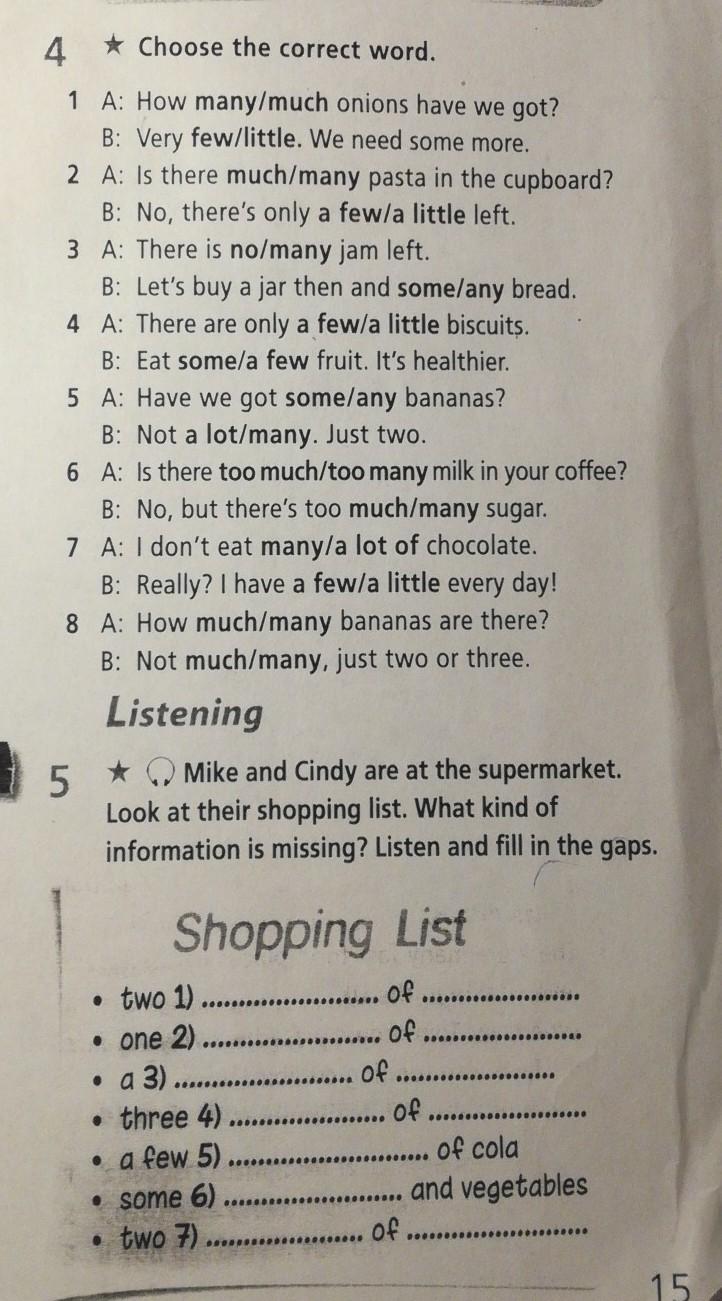 4 ★ Choose the correct word.
1 A: How many/much onions have we got?
B: Very few/little. We need some more.
2 A: Is there much/many pasta in the cupboard?
B: No, there's only a few/a little left.
3 A: There is no/many jam left.
B: Let's buy a jar then and some/any bread.
4 A: There are only a few/a little biscuits.
B: Eat some/a few fruit. It's healthier.
5 A: Have we got some/any bananas?
B: Not a lot/many. Just two.
6 A: Is there too much/too many milk in your coffee?
B: No, but there's too much/many sugar.
7 A: I don't eat many/a lot of chocolate.
B: Really? I have a few/a little every day!
8 A: How much/many bananas are there?
B: Not much/many, just two or three.
Listening
5 ★ Mike and Cindy are at the supermarket.
Look at their shopping list. What kind of
information is missing? Listen and fill in the gaps.
Shopping List
• two 1) ........................ of ......................
• one 2) ........................ of ......................
• a 3) ........................ of ......................
• three 4) ..................... of ......................
• a few 5) ........................... of cola
• some 6) ........................ and vegetables
• two 7) ..................... of ........................
15